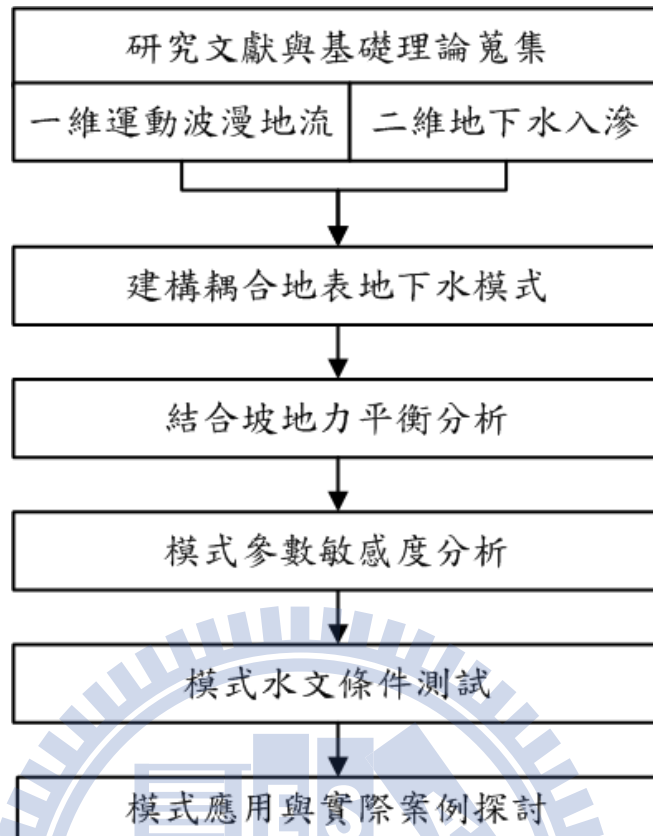 研究文獻與基礎理論蒐集
一維運動波漫地流
二維地下水入滲
建構耦合地表地下水模式
結合坡地力平衡分析
模式參數敏感度分析
模式水文條件測試
模式應用與實際案例探討